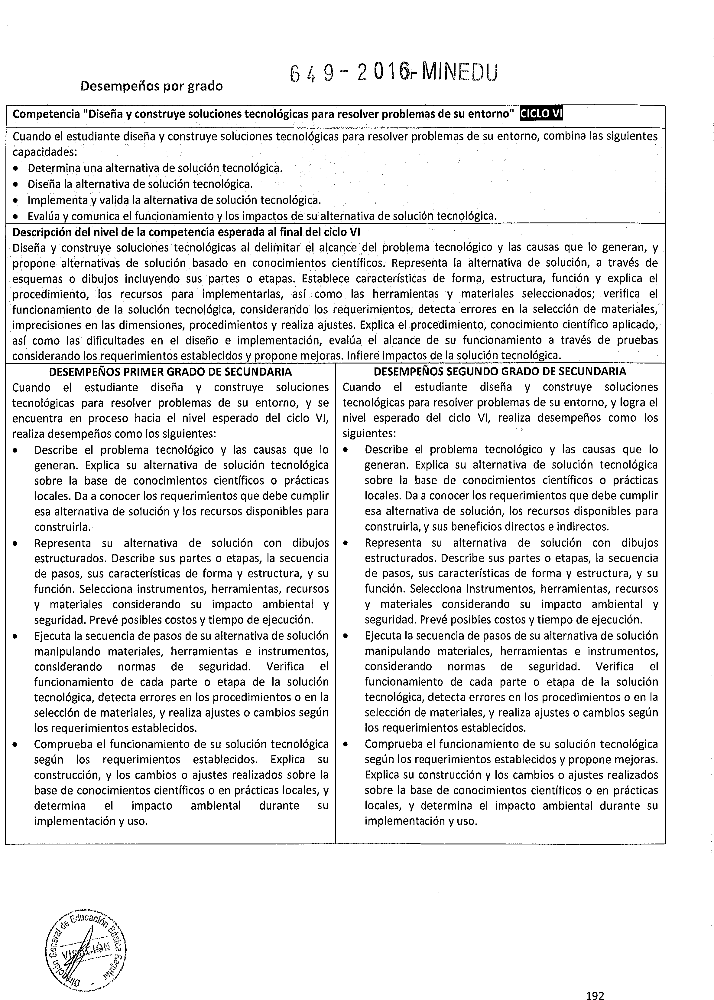 649-2016-MINEDU
Desempeños por grado
Competencia "Diseña y construye soluciones tecnológicas para resolver problemas de su entorno" CICLO VI
Cuando el estudiante diseña y construye soluciones tecnológicas para resolver problemas de su entorno, combina las siguientes
capacidades:
• Determina una alternativa de solución tecnológica.
• Diseña la alternativa de solución tecnológica.
• Implementa y valida la alternativa de solución tecnológica.
• Evalúa y comunica el funcionamiento y los impactos de su alternativa de solución tecnológica.
Descripción del nivel de la competencia esperada al final del ciclo VI
Diseña y construye soluciones tecnológicas al delimitar el alcance del problema tecnológico y las causas que lo generan, y
propone alternativas de solución basado en conocimientos científicos. Representa la alternativa de solución, a través de
esquemas o dibujos incluyendo sus partes o etapas. Establece características de forma, estructura, función y explica el
procedimiento, los recursos para implementarlas, así como las herramientas y materiales seleccionados; verifica el
funcionamiento de la solución tecnológica, considerando los requerimientos, detecta errores en la selección de materiales,
imprecisiones en las dimensiones, procedimientos y realiza ajustes. Explica el procedimiento, conocimiento científico aplicado,
así como las dificultades en el diseño e implementación, evalúa el alcance de su funcionamiento a través de pruebas
considerando los requerimientos establecidos y propone mejoras. Infiere impactos de la solución tecnológica.
DESEMPEÑOS PRIMER GRADO DE SECUNDARIA
Cuando el estudiante diseña y construye soluciones
tecnológicas para resolver problemas de su entorno, y se
encuentra en proceso hacia el nivel esperado del ciclo VI,
realiza desempeños como los siguientes:
• Describe el problema tecnológico y las causas que lo
generan. Explica su alternativa de solución tecnológica
sobre la base de conocimientos científicos o prácticas
locales. Da a conocer los requerimientos que debe cumplir
esa alternativa de solución y los recursos disponibles para
construirla.
• Representa su alternativa de solución con dibujos
estructurados. Describe sus partes o etapas, la secuencia
de pasos, sus características de forma y estructura, y su
función. Selecciona instrumentos, herramientas, recursos
y materiales considerando su impacto ambiental y
seguridad. Prevé posibles costos y tiempo de ejecución.
• Ejecuta la secuencia de pasos de su alternativa de solución
manipulando materiales, herramientas e instrumentos,
considerando normas de seguridad. Verifica el
funcionamiento de cada parte o etapa de la solución
tecnológica, detecta errores en los procedimientos o en la
selección de materiales, y realiza ajustes o cambios según
los requerimientos establecidos.
• Comprueba el funcionamiento de su solución tecnológica
según los requerimientos establecidos. Explica su
construcción, y los cambios o ajustes realizados sobre la
base de conocimientos científicos o en prácticas locales, y
determina el impacto ambiental durante su
implementación y uso.
DESEMPEÑOS SEGUNDO GRADO DE SECUNDARIA
Cuando el estudiante diseña y construye soluciones
tecnológicas para resolver problemas de su entorno, y logra el
nivel esperado del ciclo VI, realiza desempeños como los
siguientes:
• Describe el problema tecnológico y las causas que lo
generan. Explica su alternativa de solución tecnológica
sobre la base de conocimientos científicos o prácticas
locales. Da a conocer los requerimientos que debe cumplir
esa alternativa de solución, los recursos disponibles para
construirla, y sus beneficios directos e indirectos.
• Representa su alternativa de solución con dibujos
estructurados. Describe sus partes o etapas, la secuencia
de pasos, sus características de forma y estructura, y su
función. Selecciona instrumentos, herramientas, recursos
y materiales considerando su impacto ambiental y
seguridad. Prevé posibles costos y tiempo de ejecución.
• Ejecuta la secuencia de pasos de su alternativa de solución
manipulando materiales, herramientas e instrumentos,
considerando normas de seguridad. Verifica el
funcionamiento de cada parte o etapa de la solución
tecnológica, detecta errores en los procedimientos o en la
selección de materiales, y realiza ajustes o cambios según
los requerimientos establecidos.
• Comprueba el funcionamiento de su solución tecnológica
según los requerimientos establecidos y propone mejoras.
Explica su construcción y los cambios o ajustes realizados
sobre la base de conocimientos científicos o en prácticas
locales, y determina el impacto ambiental durante su
implementación y uso.
Dirección General de Educación Básica Regular
VISACIÓN
192